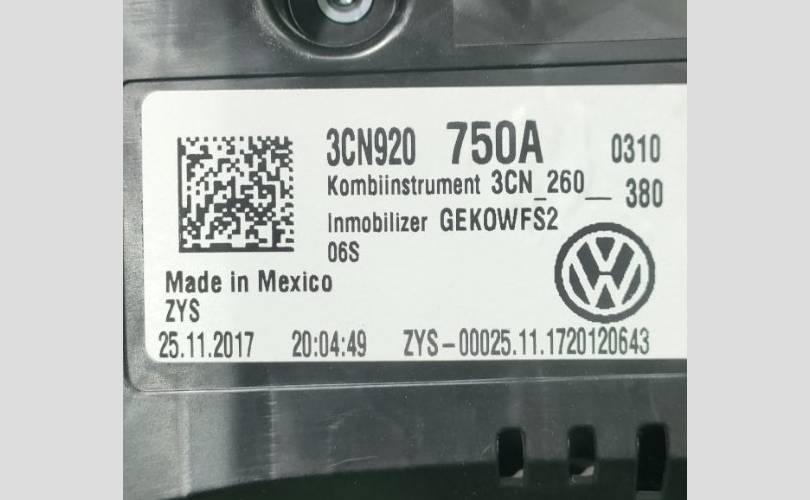 3CN920 750A 0310
Kombiinstrument 3CN_260__ 380
Inmobilizer GEKOWFS2
06S
Made in Mexico
ZYS
25.11.2017 20:04:49 ZYS-00025.11.1720120643